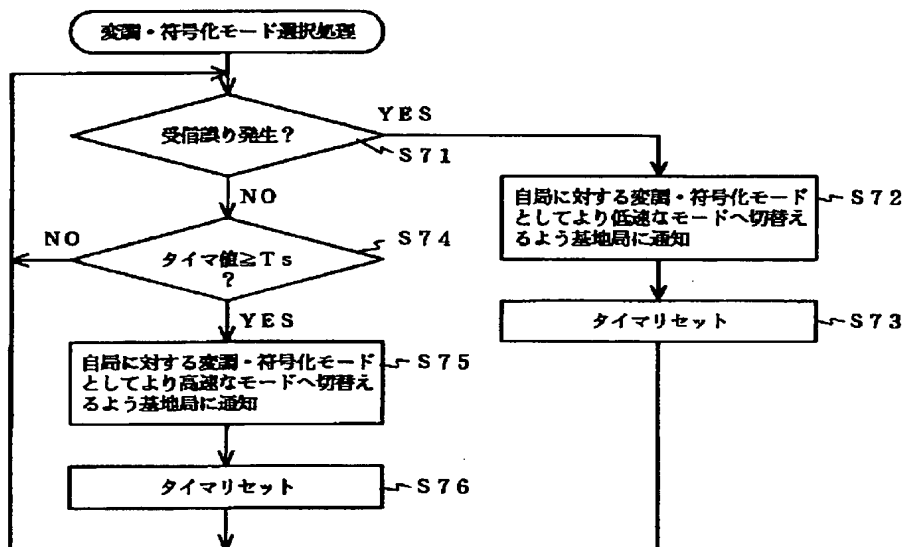 変調・符号化モード選択処理
受信誤り発生？
YES
S71
NO
自局に対する変調・符号化モード
としてより低速なモードへ切替え
るよう基地局に通知
S72
タイマ値≧Ts
？
NO
S74
YES
タイマリセット
S73
自局に対する変調・符号化モード
としてより高速なモードへ切替え
るよう基地局に通知
S75
タイマリセット
S76